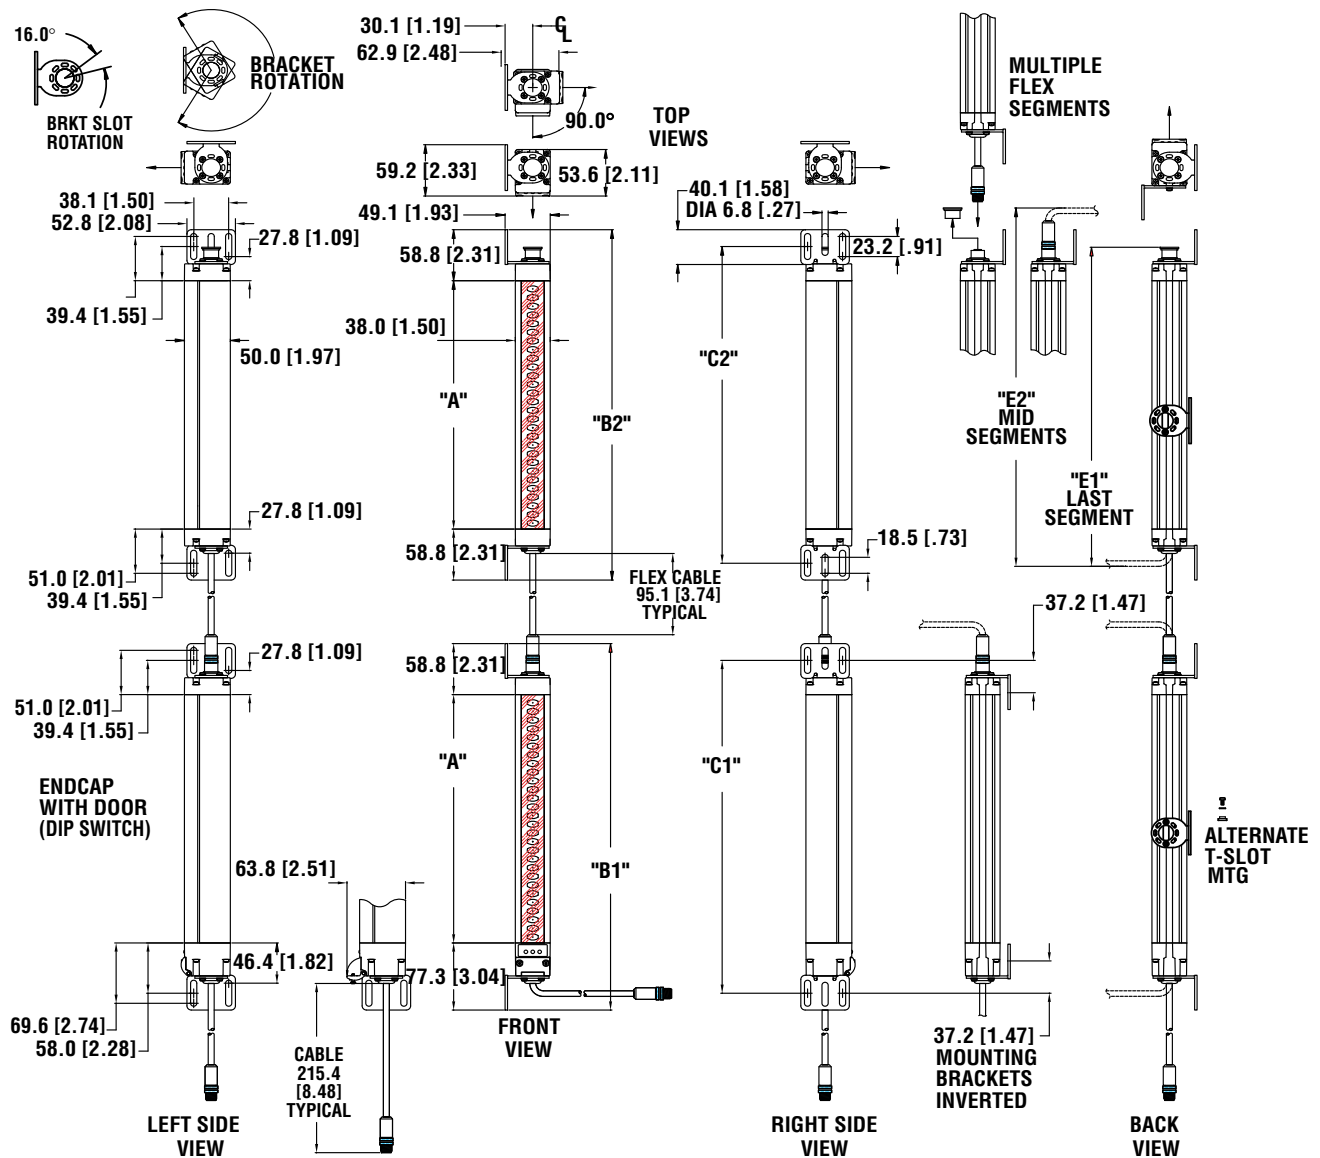 16.0°
BRKT SLOT
ROTATION
BRACKET
ROTATION
30.1 [1.19]
CL
62.9 [2.48]
90.0°
TOP
VIEWS
MULTIPLE
FLEX
SEGMENTS
59.2 [2.33]
53.6 [2.11]
38.1 [1.50]
52.8 [2.08]
27.8 [1.09]
39.4 [1.55]
50.0 [1.97]
49.1 [1.93]
58.8 [2.31]
38.0 [1.50]
"A"
"B2"
40.1 [1.58]
DIA 6.8 [.27]
23.2 [.91]
"C2"
"E2"
MID
SEGMENTS
"E1"
LAST
SEGMENT
27.8 [1.09]
51.0 [2.01]
39.4 [1.55]
58.8 [2.31]
FLEX CABLE
95.1 [3.74]
TYPICAL
18.5 [.73]
37.2 [1.47]
27.8 [1.09]
51.0 [2.01]
39.4 [1.55]
58.8 [2.31]
"A"
"B1"
"C1"
ENDCAP
WITH DOOR
(DIP SWITCH)
63.8 [2.51]
46.4 [1.82]
77.3 [3.04]
69.6 [2.74]
58.0 [2.28]
CABLE
215.4
[8.48]
TYPICAL
FRONT
VIEW
ALTERNATE
T-SLOT
MTG
37.2 [1.47]
MOUNTING
BRACKETS
INVERTED
LEFT SIDE
VIEW
RIGHT SIDE
VIEW
BACK
VIEW